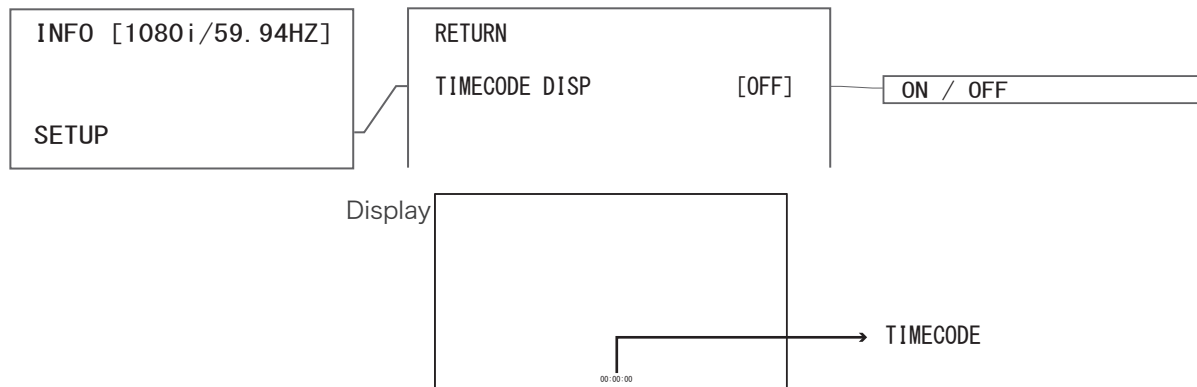 INFO [1080i/59.94HZ]
SETUP
RETURN
TIMECODE DISP [OFF]
ON / OFF
Display
TIMECODE
00:00:00